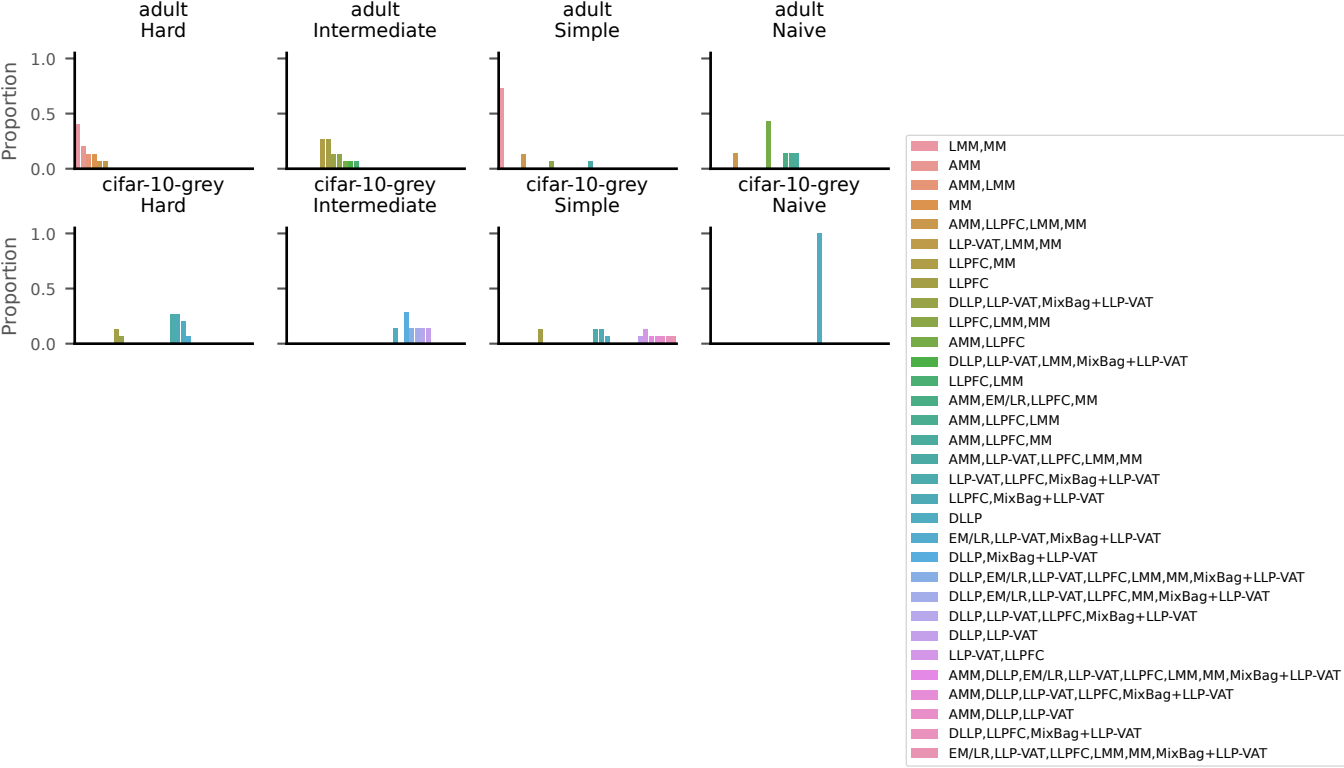 adult
Hard
adult
Intermediate
adult
Simple
adult
Naive
Proportion
1.0
0.5
0.0
cifar-10-grey
Hard
cifar-10-grey
Intermediate
cifar-10-grey
Simple
cifar-10-grey
Naive
Proportion
1.0
0.5
0.0
LMM,MM
AMM
AMM,LMM
MM
AMM,LLPFC,LMM,MM
LLP-VAT,LMM,MM
LLPFC,MM
LLPFC
DLLP,LLP-VAT,MixBag+LLP-VAT
LLPFC,LMM,MM
AMM,LLPFC
DLLP,LLP-VAT,LMM,MixBag+LLP-VAT
LLPFC,LMM
AMM,EM/LR,LLPFC,MM
AMM,LLPFC,LMM
AMM,LLPFC,MM
AMM,LLP-VAT,LLPFC,LMM,MM
LLP-VAT,LLPFC,MixBag+LLP-VAT
LLPFC,MixBag+LLP-VAT
DLLP
EM/LR,LLP-VAT,MixBag+LLP-VAT
DLLP,MixBag+LLP-VAT
DLLP,EM/LR,LLP-VAT,LLPFC,LMM,MM,MixBag+LLP-VAT
DLLP,EM/LR,LLP-VAT,LLPFC,MM,MixBag+LLP-VAT
DLLP,LLP-VAT,LLPFC,MixBag+LLP-VAT
DLLP,LLP-VAT
LLP-VAT,LLPFC
AMM,DLLP,EM/LR,LLP-VAT,LLPFC,LMM,MM,MixBag+LLP-VAT
AMM,DLLP,LLP-VAT,LLPFC,MixBag+LLP-VAT
AMM,DLLP,LLP-VAT
DLLP,LLPFC,MixBag+LLP-VAT
EM/LR,LLP-VAT,LLPFC,LMM,MM,MixBag+LLP-VAT